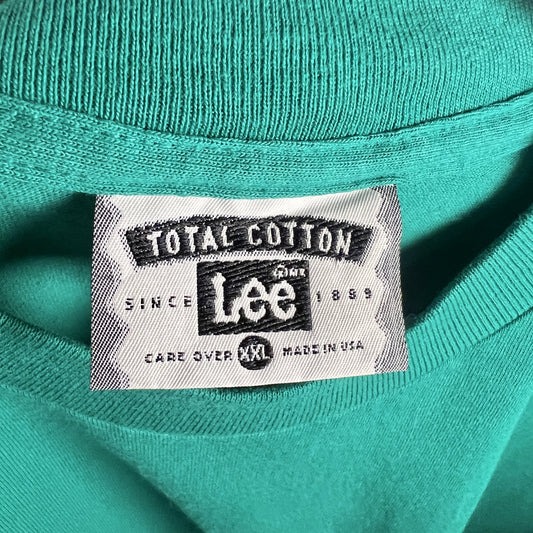 TOTAL COTTON
Lee
SINCE 1889
CARE OVER XXL MADE IN USA